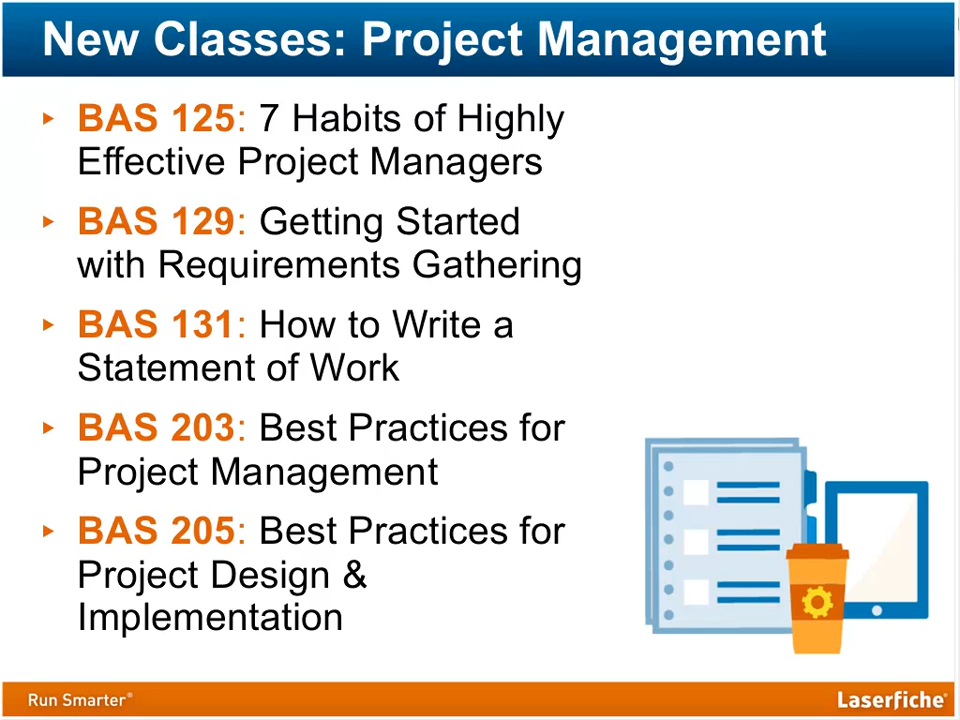 New Classes: Project Management
▸ BAS 125: 7 Habits of Highly
Effective Project Managers
▸ BAS 129: Getting Started
with Requirements Gathering
▸ BAS 131: How to Write a
Statement of Work
▸ BAS 203: Best Practices for
Project Management
▸ BAS 205: Best Practices for
Project Design &
Implementation
Run Smarter®
Laserfiche®